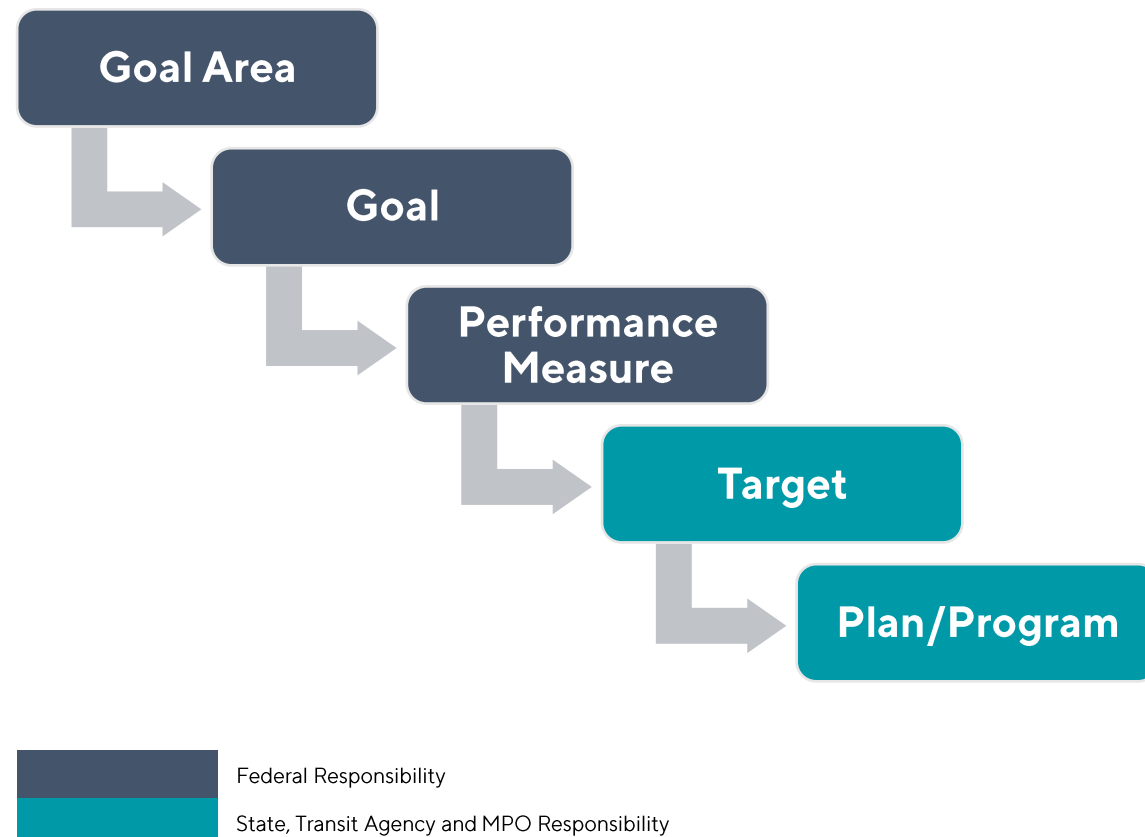 Goal Area
Goal
Performance
Measure
Target
Plan/Program
Federal Responsibility
State, Transit Agency and MPO Responsibility